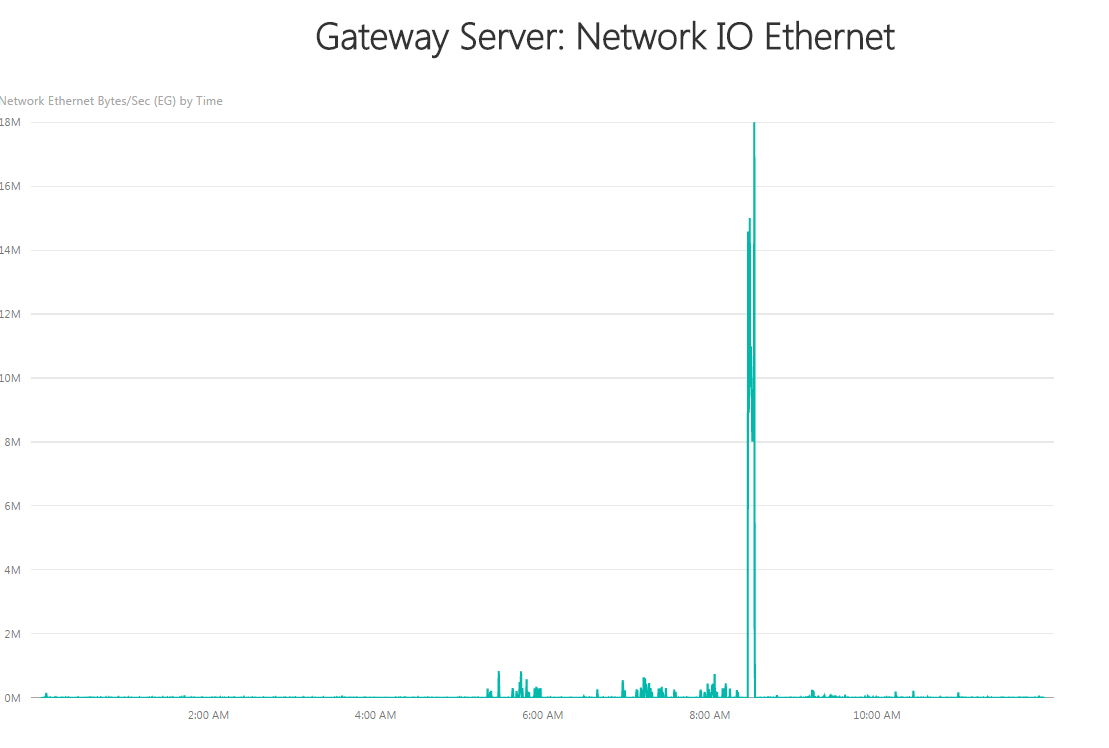 Gateway Server: Network IO Ethernet
Network Ethernet Bytes/Sec (EG) by Time
18M
16M
14M
12M
10M
8M
6M
4M
2M
0M
2:00 AM 4:00 AM 6:00 AM 8:00 AM 10:00 AM